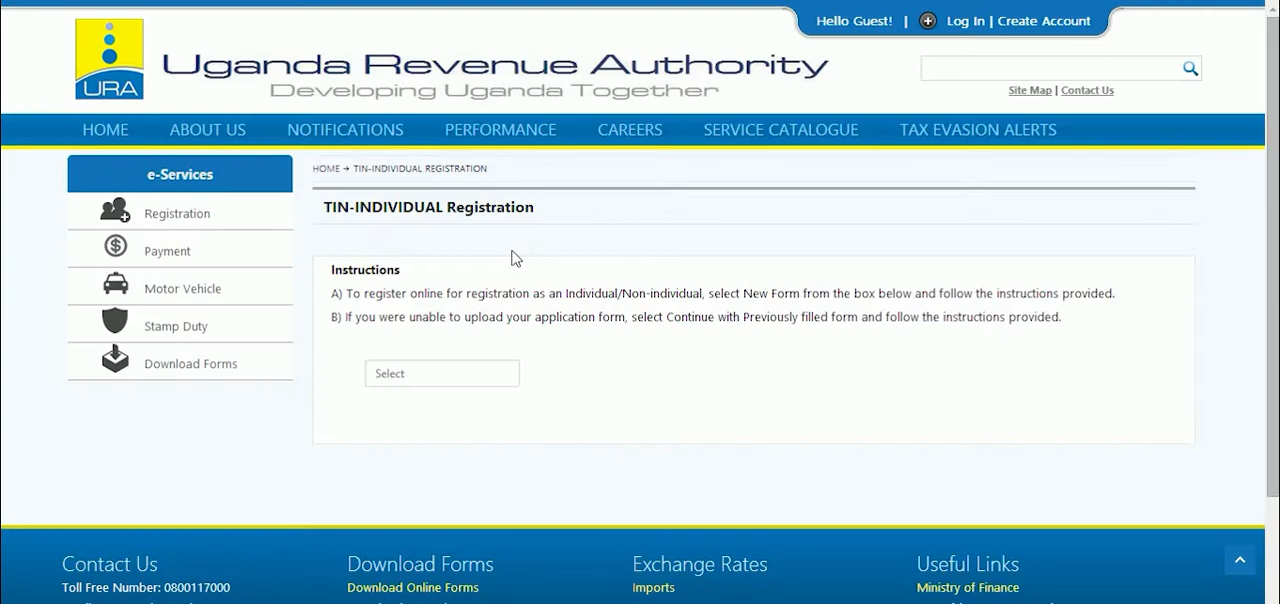 Hello Guest! | Log In | Create Account
URA
Uganda Revenue Authority
Developing Uganda Together
Site Map | Contact Us
HOME ABOUT US NOTIFICATIONS PERFORMANCE CAREERS SERVICE CATALOGUE TAX EVASION ALERTS
e-Services
Registration
Payment
Motor Vehicle
Stamp Duty
Download Forms
HOME → TIN-INDIVIDUAL REGISTRATION
TIN-INDIVIDUAL Registration
Instructions
A) To register online for registration as an Individual/Non-individual, select New Form from the box below and follow the instructions provided.
B) If you were unable to upload your application form, select Continue with Previously filled form and follow the instructions provided.
Select
Contact Us
Toll Free Number: 0800117000
Download Forms
Download Online Forms
Exchange Rates
Imports
Useful Links
Ministry of Finance